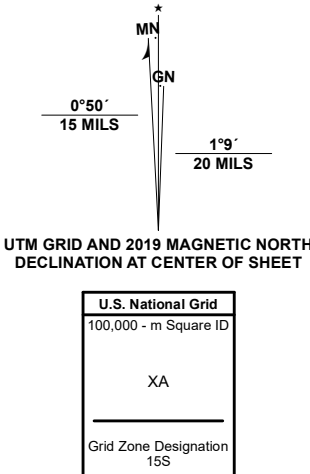 MN
GN
0°50´
15 MILS
1°9´
20 MILS
UTM GRID AND 2019 MAGNETIC NORTH
DECLINATION AT CENTER OF SHEET
U.S. National Grid
100,000 - m Square ID
XA
Grid Zone Designation
15S